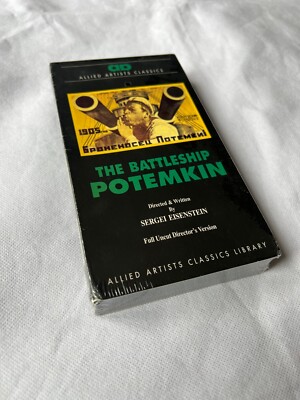 ALLIED ARTISTS CLASSICS
1905
БРОНЕНОСЕЦ ПОТЕМКИН
THE BATTLESHIP
POTEMKIN
Directed & Written
By
SERGEI EISENSTEIN
Full Uncut Director's Version
ALLIED ARTISTS CLASSICS LIBRARY